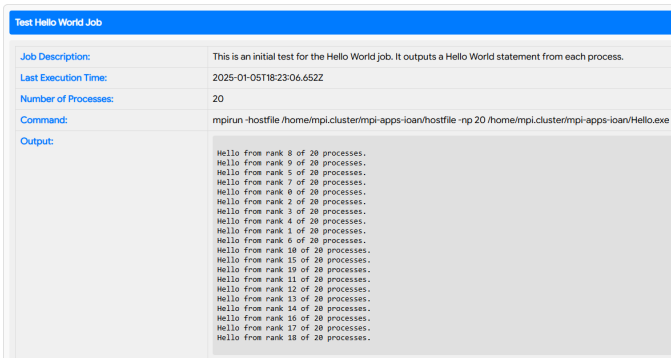 Test Hello World Job
Job Description: This is an initial test for the Hello World job. It outputs a Hello World statement from each process.
Last Execution Time: 2025-01-05T18:23:06.652Z
Number of Processes: 20
Command: mpirun -hostfile /home/mpi.cluster/mpi-apps-ioan/hostfile -np 20 /home/mpi.cluster/mpi-apps-ioan/Hello.exe
Output:
Hello from rank 8 of 20 processes.
Hello from rank 9 of 20 processes.
Hello from rank 5 of 20 processes.
Hello from rank 7 of 20 processes.
Hello from rank 0 of 20 processes.
Hello from rank 2 of 20 processes.
Hello from rank 3 of 20 processes.
Hello from rank 4 of 20 processes.
Hello from rank 1 of 20 processes.
Hello from rank 6 of 20 processes.
Hello from rank 10 of 20 processes.
Hello from rank 15 of 20 processes.
Hello from rank 19 of 20 processes.
Hello from rank 11 of 20 processes.
Hello from rank 12 of 20 processes.
Hello from rank 13 of 20 processes.
Hello from rank 14 of 20 processes.
Hello from rank 16 of 20 processes.
Hello from rank 17 of 20 processes.
Hello from rank 18 of 20 processes.